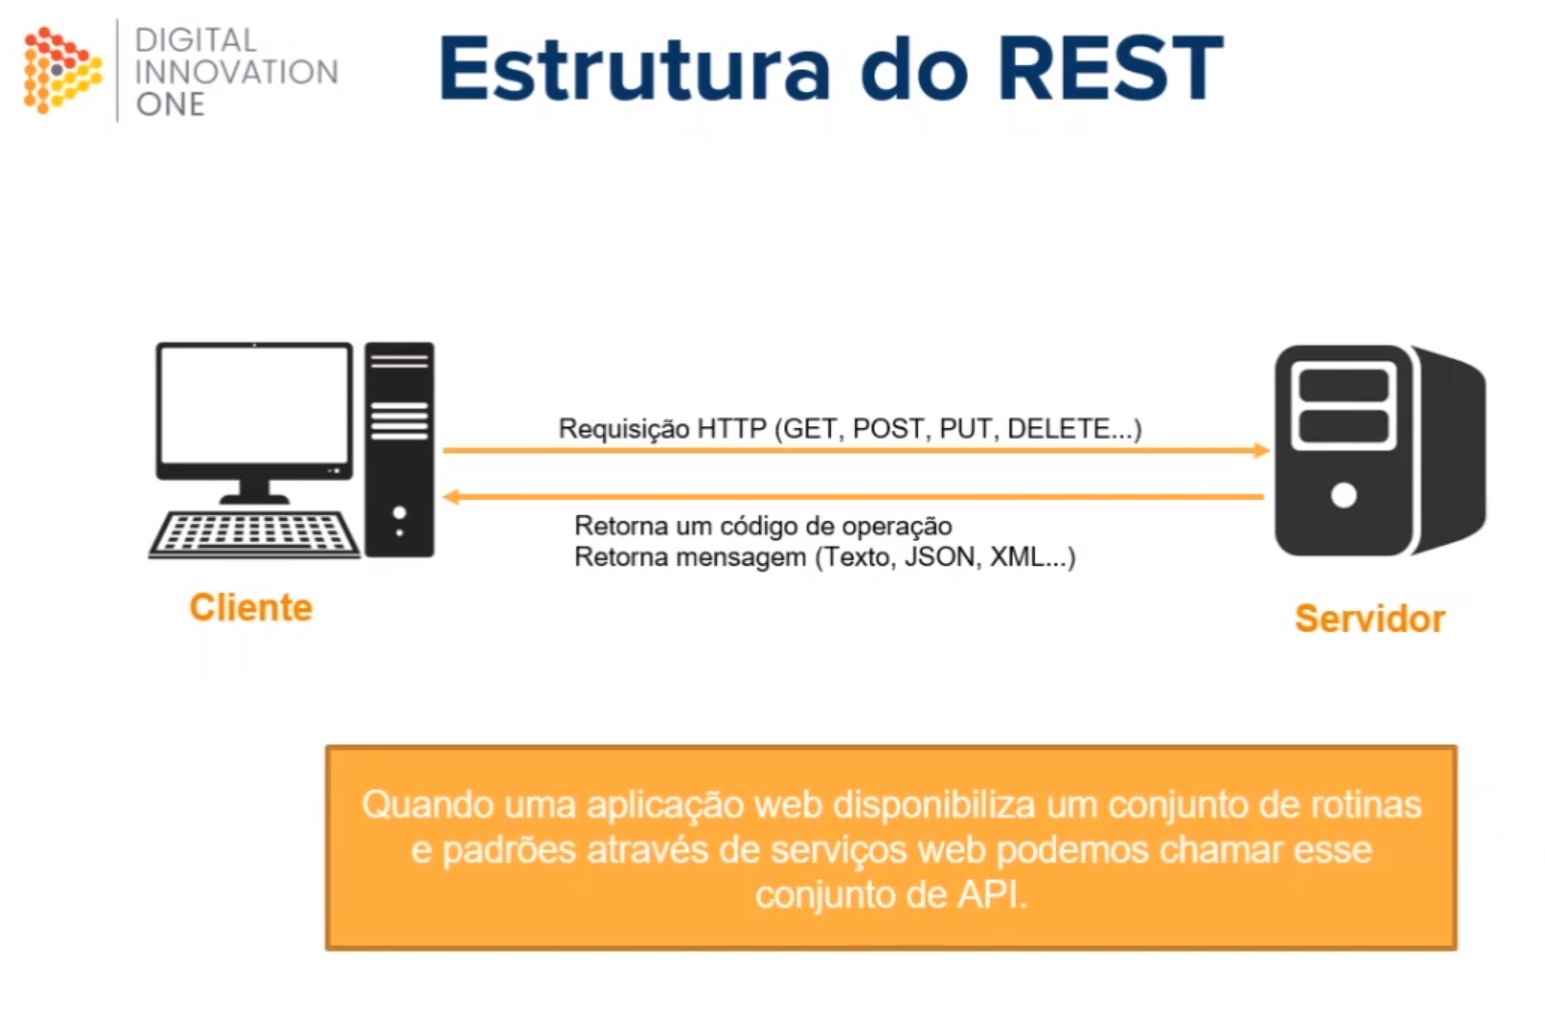 DIGITAL
INNOVATION
ONE
Estrutura do REST
Requisição HTTP (GET, POST, PUT, DELETE...)
Retorna um código de operação
Retorna mensagem (Texto, JSON, XML...)
Cliente
Servidor
Quando uma aplicação web disponibiliza um conjunto de rotinas
e padrões através de serviços web podemos chamar esse
conjunto de API.